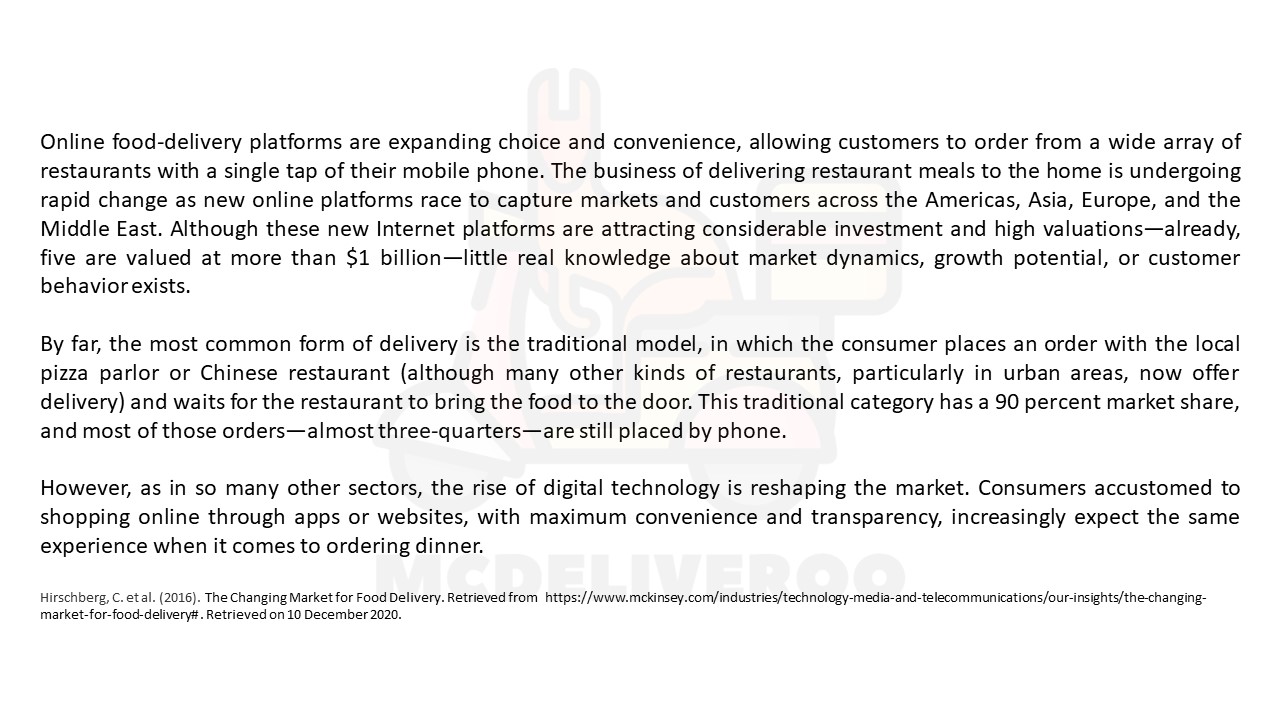 Online food-delivery platforms are expanding choice and convenience, allowing customers to order from a wide array of
restaurants with a single tap of their mobile phone. The business of delivering restaurant meals to the home is undergoing
rapid change as new online platforms race to capture markets and customers across the Americas, Asia, Europe, and the
Middle East. Although these new Internet platforms are attracting considerable investment and high valuations—already,
five are valued at more than $1 billion—little real knowledge about market dynamics, growth potential, or customer
behavior exists.
By far, the most common form of delivery is the traditional model, in which the consumer places an order with the local
pizza parlor or Chinese restaurant (although many other kinds of restaurants, particularly in urban areas, now offer
delivery) and waits for the restaurant to bring the food to the door. This traditional category has a 90 percent market share,
and most of those orders—almost three-quarters—are still placed by phone.
However, as in so many other sectors, the rise of digital technology is reshaping the market. Consumers accustomed to
shopping online through apps or websites, with maximum convenience and transparency, increasingly expect the same
experience when it comes to ordering dinner.
MCDELIVEROO
Hirschberg, C. et al. (2016). The Changing Market for Food Delivery. Retrieved from https://www.mckinsey.com/industries/technology-media-and-telecommunications/our-insights/the-changing-
market-for-food-delivery#. Retrieved on 10 December 2020.